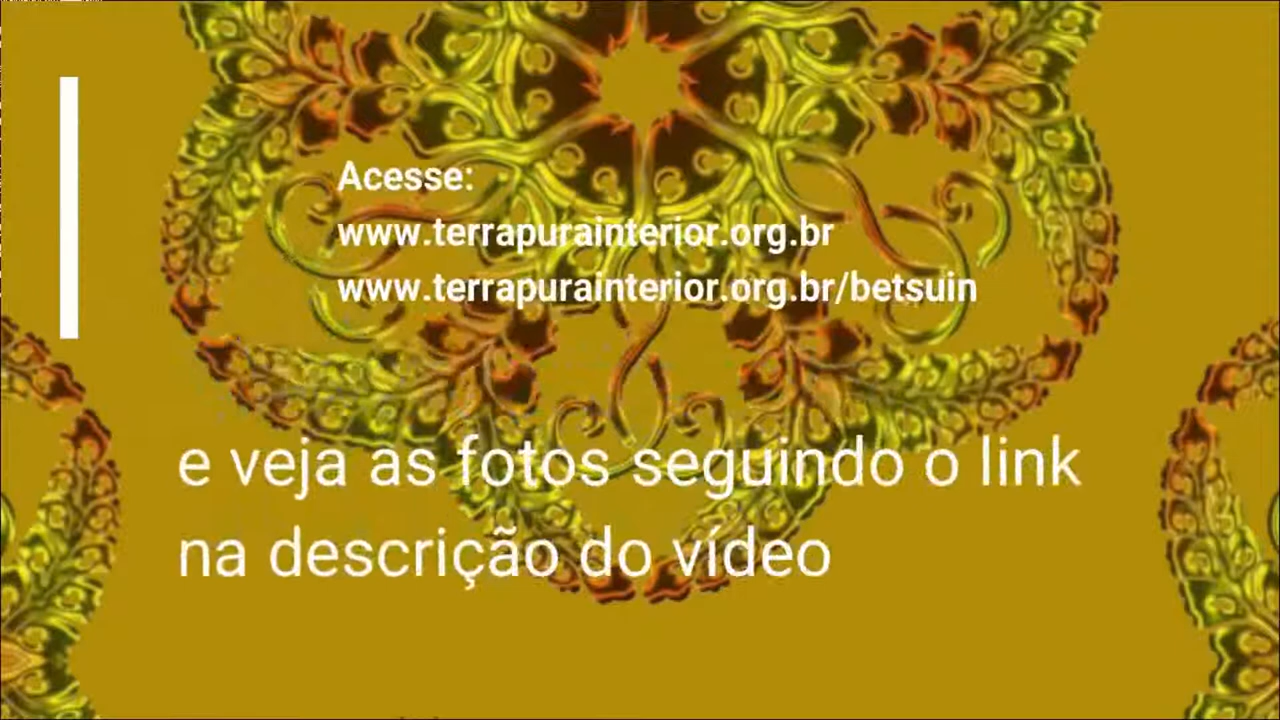 Acesse:
www.terrapurainterior.org.br
www.terrapurainterior.org.br/betsuin
e veja as fotos seguindo o link
na descrição do vídeo